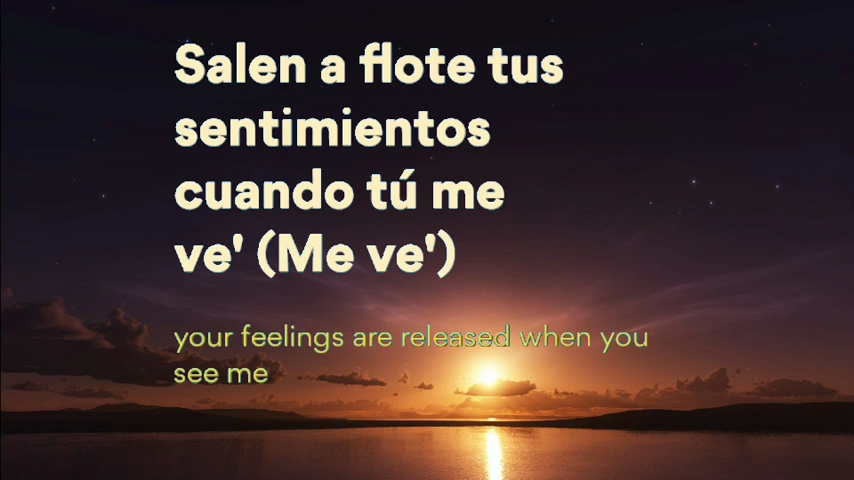 Salen a flote tus
sentimientos
cuando tú me
ve' (Me ve')
your feelings are released when you
see me